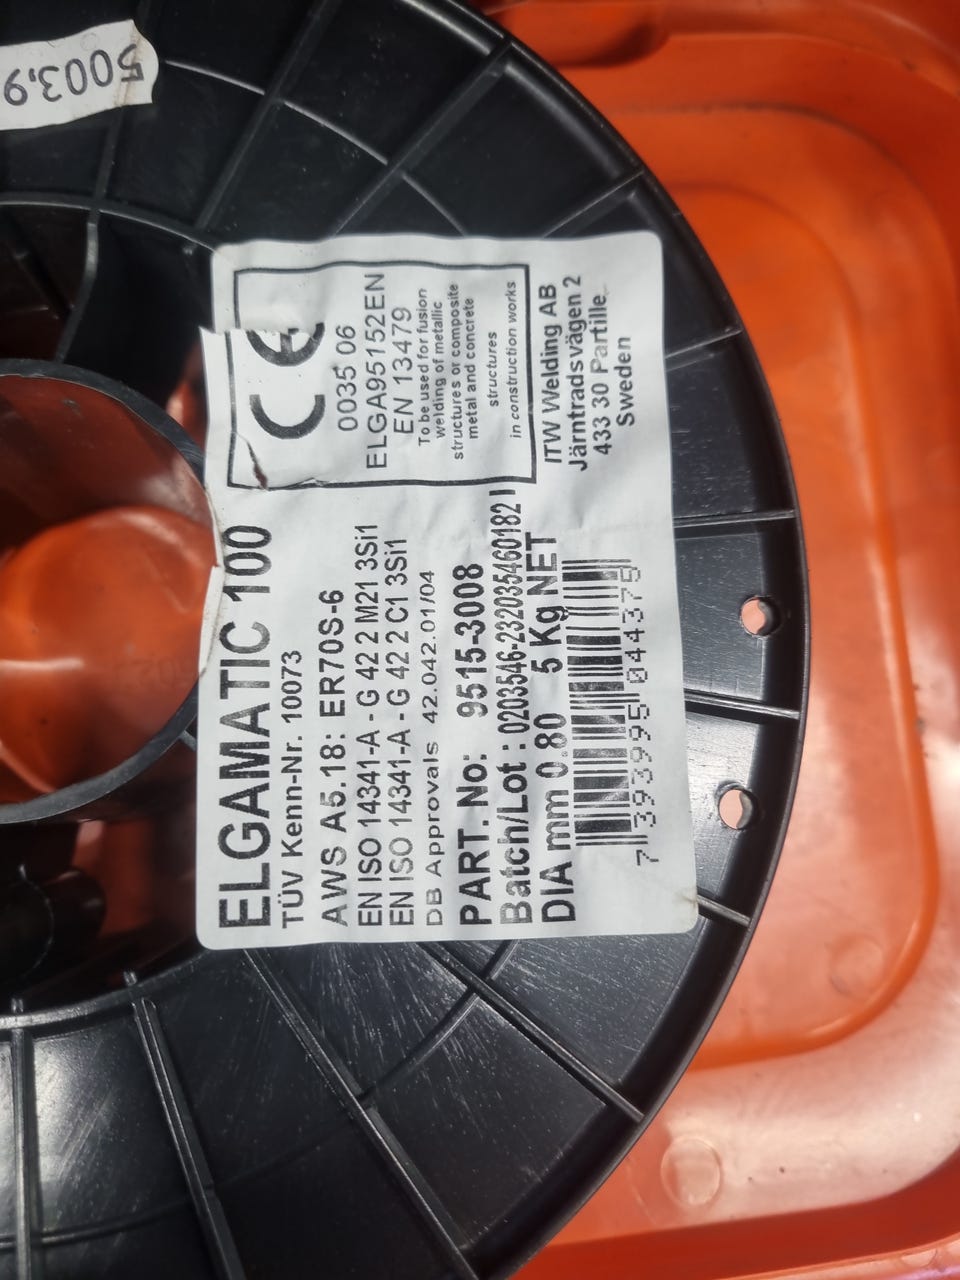 5003,9
ELGAMATIC 100
TÜV Kenn-Nr. 10073
AWS A5.18: ER70S-6
EN ISO 14341-A - G 42 2 M21 3Si1
EN ISO 14341-A - G 42 2 C1 3Si1
DB Approvals 42.042.01/04
PART. No: 9515-3008
Batch/Lot : 0203546-2320354601821
DIA mm 0.80 5 Kg NET
7 393995 044375
CE
0035 06
ELGA95152EN
EN 13479
To be used for fusion
welding of metallic
structures or composite
metal and concrete
structures
in construction works
ITW Welding AB
Järntradsvägen 2
433 30 Partille
Sweden